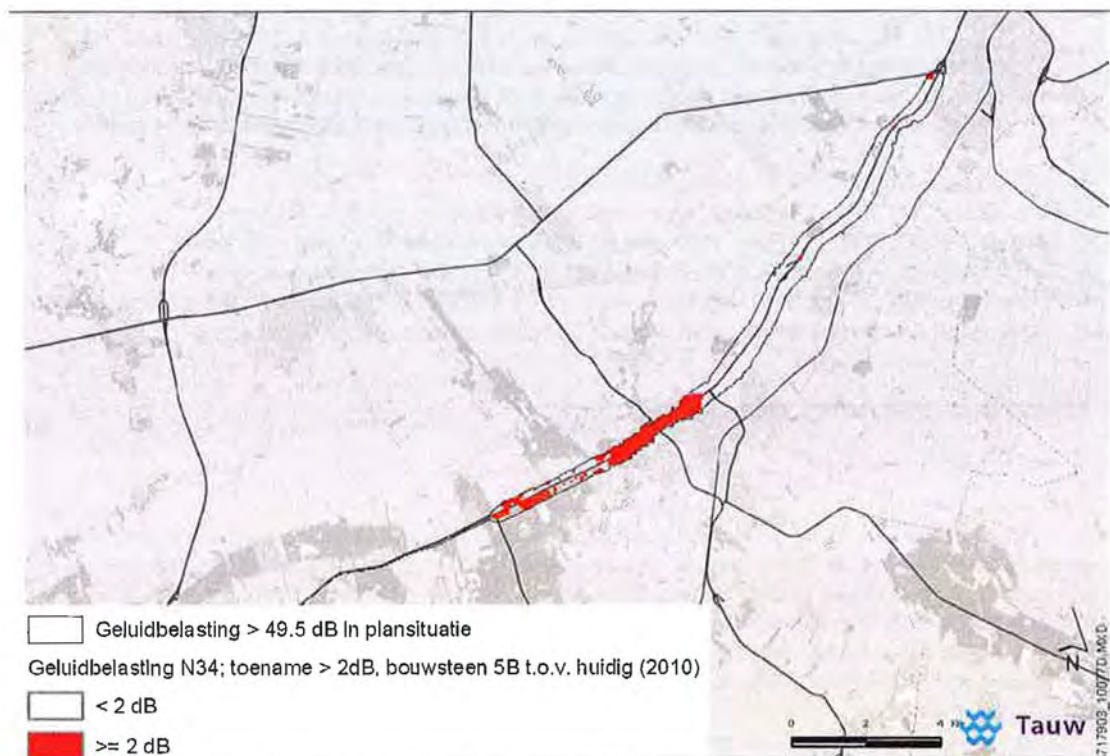 Geluidbelasting > 49.5 dB In plansituatie
Geluidbelasting N34; toename > 2dB, bouwsteen 5B t.o.v. huidig (2010)
< 2 dB
>= 2 dB
0 2 4
N
Tauw